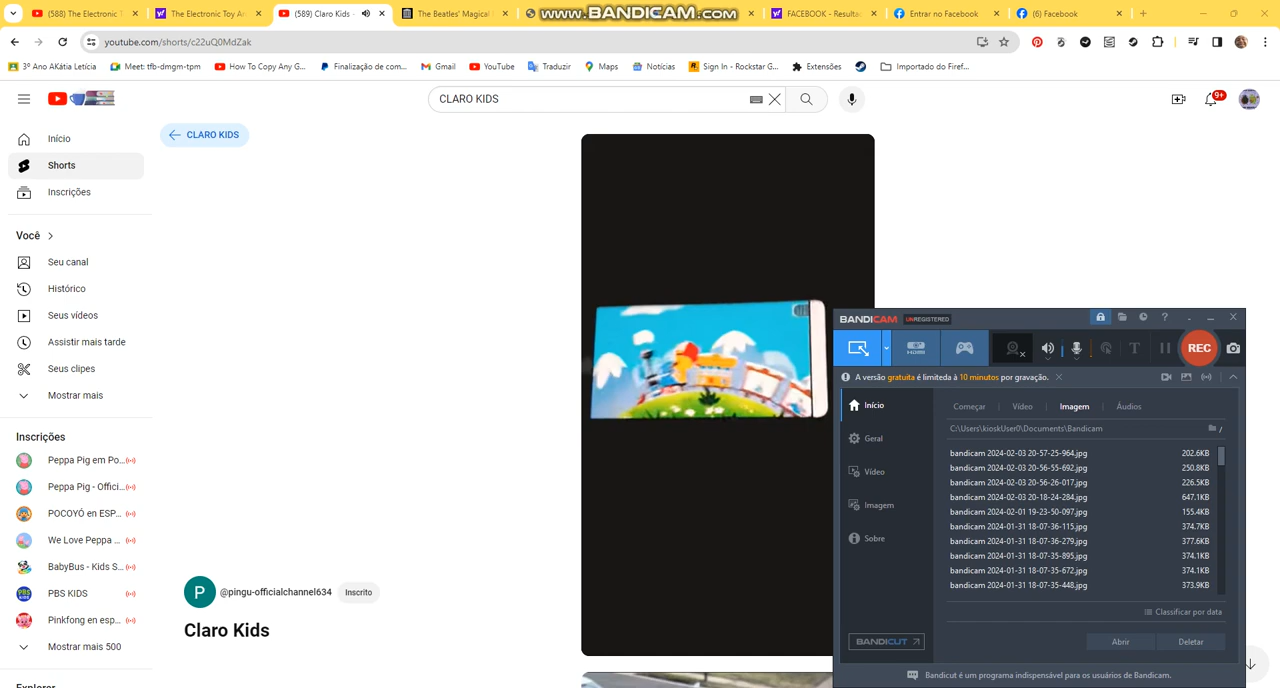 (588) The Electronic T
The Electronic Toy Ar
(589) Claro Kids -
The Beatles' Magical
www.BANDICAM.com
FACEBOOK - Resulta
Entrar no Facebook
(6) Facebook
youtube.com/shorts/c22uQ0MdZak
3º Ano AKátia Letícia
Meet: tfb-dmgm-tpm
How To Copy Any G...
Finalização de com...
Gmail
YouTube
Traduzir
Maps
Notícias
Sign In - Rockstar G...
Extensões
Importado do Firef...
CLARO KIDS
9+
Início
CLARO KIDS
Shorts
Inscrições
Você
Seu canal
Histórico
Seus vídeos
Assistir mais tarde
Seus clipes
Mostrar mais
Inscrições
Peppa Pig em Po...
Peppa Pig - Offici...
POCOYÓ en ESP...
We Love Peppa ...
BabyBus - Kids S...
PBS KIDS
Pinkfong en esp...
Mostrar mais 500
Explorar
P
@pingu-officialchannel634
Inscrito
Claro Kids
BANDICAM UNREGISTERED
HDMI
REC
A versão gratuita é limitada à 10 minutos por gravação.
Início
Geral
Vídeo
Imagem
Sobre
BANDICUT
Começar
Vídeo
Imagem
Áudios
C:\Users\kioskUser0\Documents\Bandicam
bandicam 2024-02-03 20-57-25-964.jpg 202.6KB
bandicam 2024-02-03 20-56-55-692.jpg 250.8KB
bandicam 2024-02-03 20-56-26-017.jpg 226.5KB
bandicam 2024-02-03 20-18-24-284.jpg 647.1KB
bandicam 2024-02-01 19-23-50-097.jpg 155.4KB
bandicam 2024-01-31 18-07-36-115.jpg 374.7KB
bandicam 2024-01-31 18-07-36-279.jpg 377.6KB
bandicam 2024-01-31 18-07-35-895.jpg 374.1KB
bandicam 2024-01-31 18-07-35-672.jpg 374.1KB
bandicam 2024-01-31 18-07-35-448.jpg 373.9KB
Classificar por data
Abrir
Deletar
Bandicut é um programa indispensável para os usuários de Bandicam.